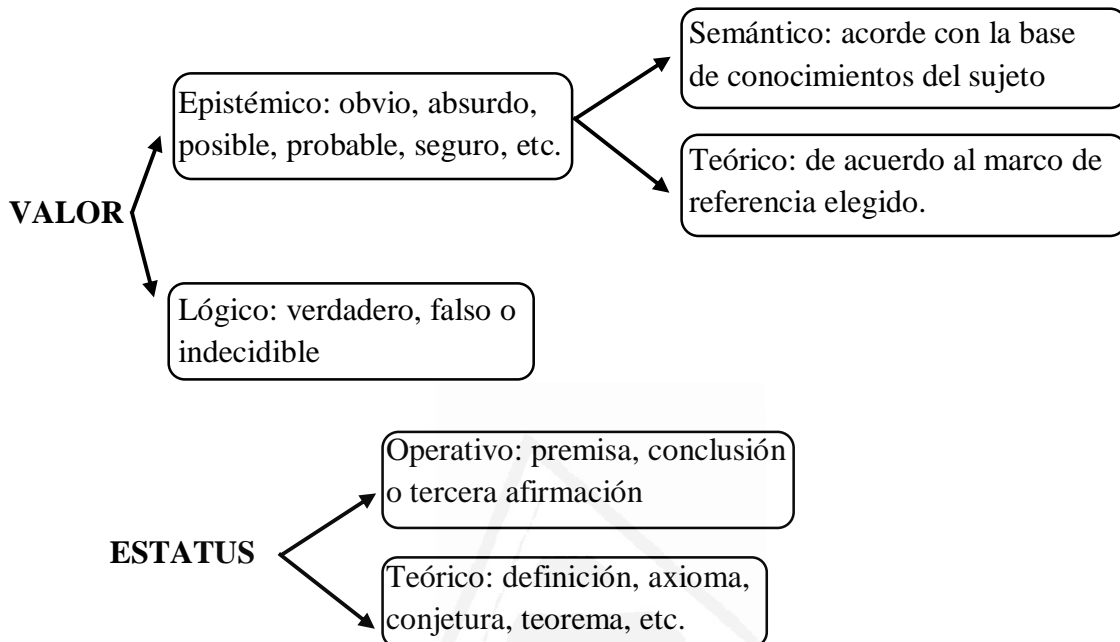 Semántico: acorde con la base
de conocimientos del sujeto
Epistémico: obvio, absurdo,
posible, probable, seguro, etc.
Teórico: de acuerdo al marco de
referencia elegido.
VALOR
Lógico: verdadero, falso o
indecidible
Operativo: premisa, conclusión
o tercera afirmación
ESTATUS
Teórico: definición, axioma,
conjetura, teorema, etc.